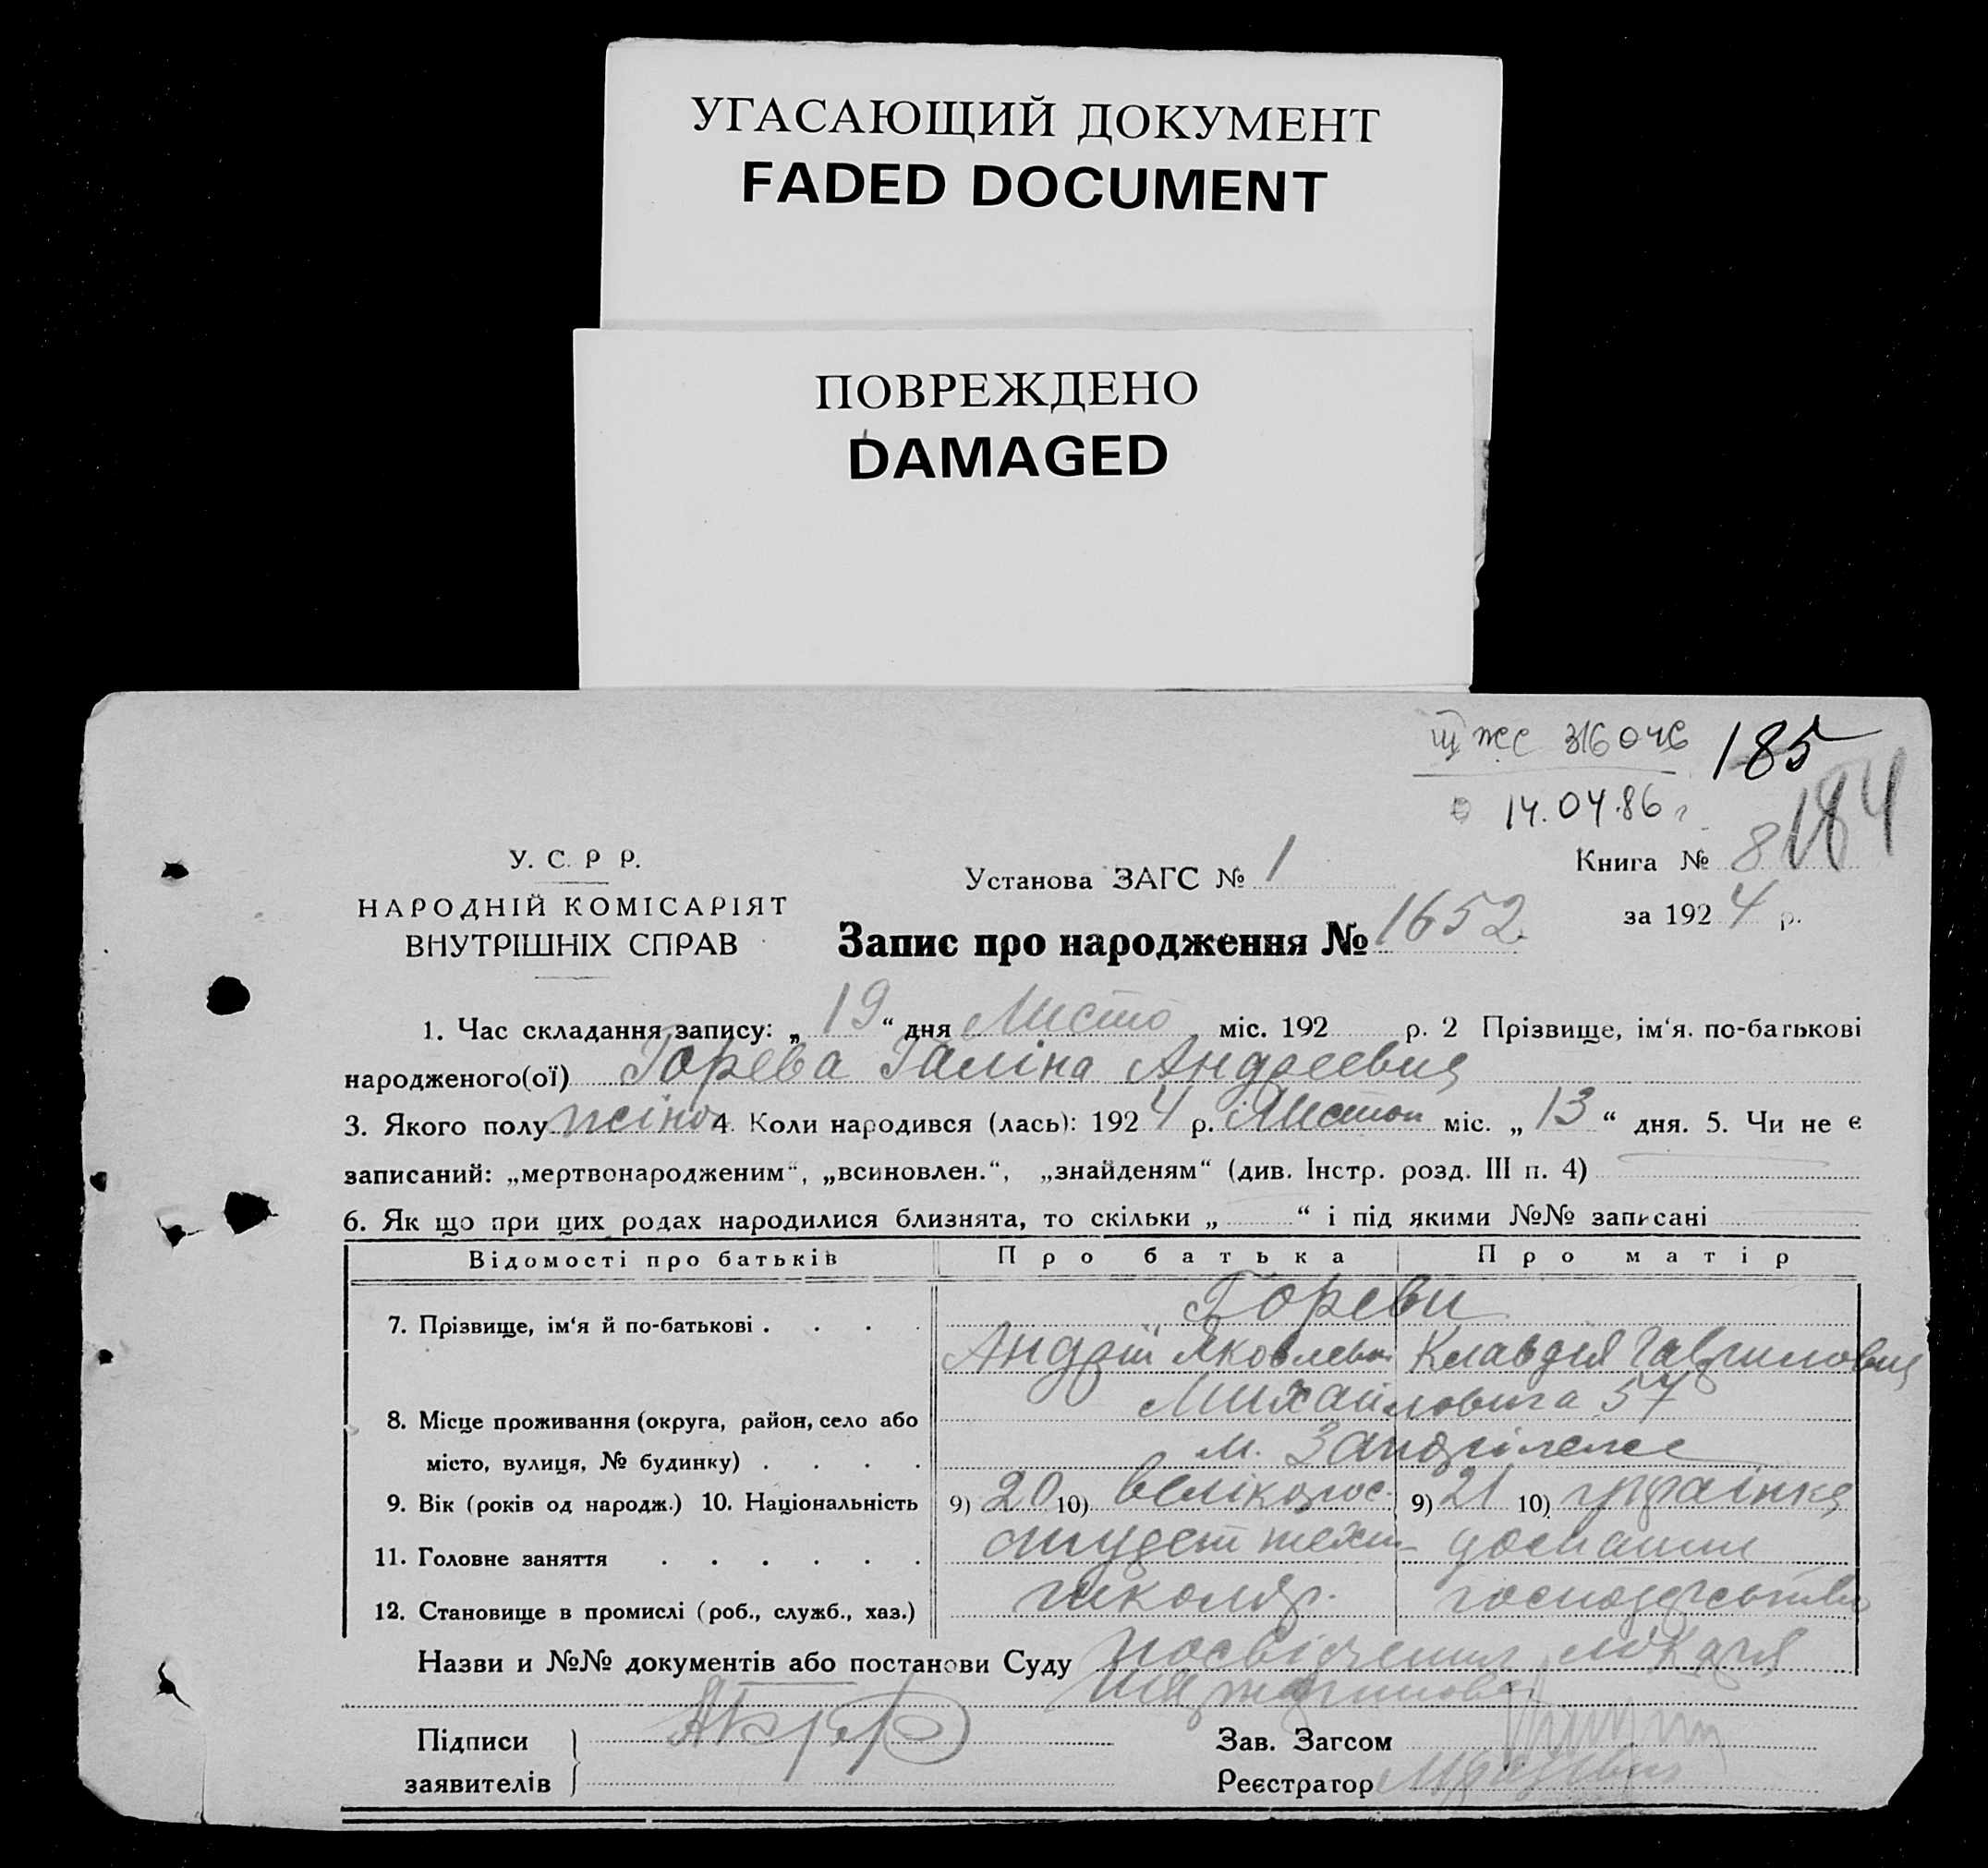 УГАСАЮЩИЙ ДОКУМЕНТ
FADED DOCUMENT
ПОВРЕЖДЕНО
DAMAGED
185
14.04.86 г
184
У. С. Р Р.
НАРОДНІЙ КОМІСАРІЯТ
ВНУТРІШНІХ СПРАВ
Установа ЗАГС № 1
Книга № 8
за 1924 р.
Запис про народження № 1652
1. Час складання запису: „ 19 “ дня Листо міс. 192 р. 2 Прізвище, ім‘я. по-батькові
народженого(ої) Горева Галіна Андреевна
3. Якого полу жіно 4. Коли народився (лась): 1924 р. Листоп міс. „ 13 “ дня. 5. Чи не є
записаний: „мертвонародженим“, „всиновлен.“, „знайденям“ (див. Інстр. розд. III п. 4)
6. Як що при цих родах народилися близнята, то скільки „ “ і під якими №№ записані
Відомості про батьків Про батька Про матір
7. Прізвище, ім‘я й по-батькові . . . . Гореви
Андрій Яковлевич Клавдия Гавриловна
8. Місце проживання (округа, район, село або Михайловича 57
місто, вулиця, № будинку) . . . . м.
9. Вік (років од народж.) 10. Національність 9) 20 10) велікорос. 9) 21 10) украінка
11. Головне заняття . . . . . . студент техн- домашне
12. Становище в промислі (роб., служб., хаз.) господарство
Назви и №№ документів або постанови Суду посвідчення лікаря
Підписи
заявителів
Зав. Загсом
Реєстратор